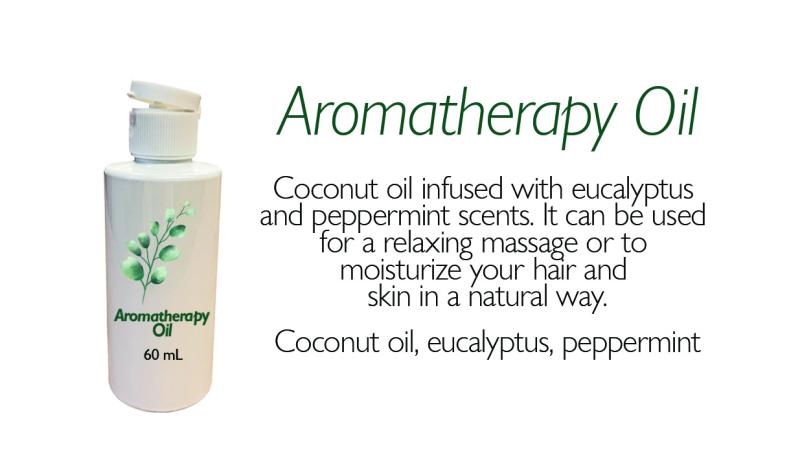 Aromatherapy Oil
Coconut oil infused with eucalyptus
and peppermint scents. It can be used
for a relaxing massage or to
moisturize your hair and
skin in a natural way.
Coconut oil, eucalyptus, peppermint
Aromatherapy
Oil
60 mL